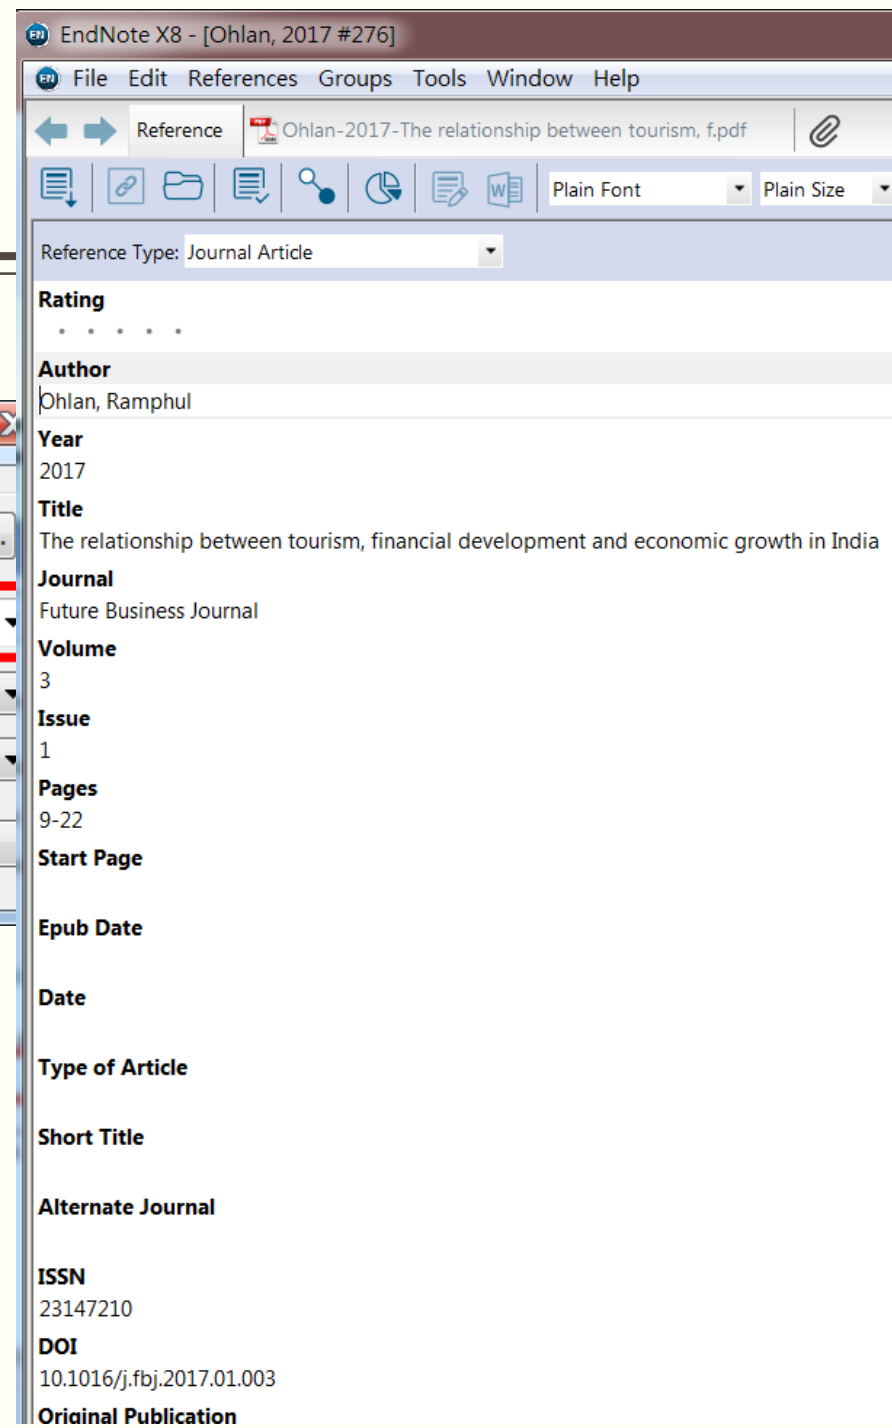 EndNote X8 - [Ohlan, 2017 #276]
File Edit References Groups Tools Window Help
Reference Ohlan-2017-The relationship between tourism, f.pdf
Plain Font Plain Size
Reference Type: Journal Article
Rating
Author
Ohlan, Ramphul
Year
2017
Title
The relationship between tourism, financial development and economic growth in India
Journal
Future Business Journal
Volume
3
Issue
1
Pages
9-22
Start Page
Epub Date
Date
Type of Article
Short Title
Alternate Journal
ISSN
23147210
DOI
10.1016/j.fbj.2017.01.003
Original Publication